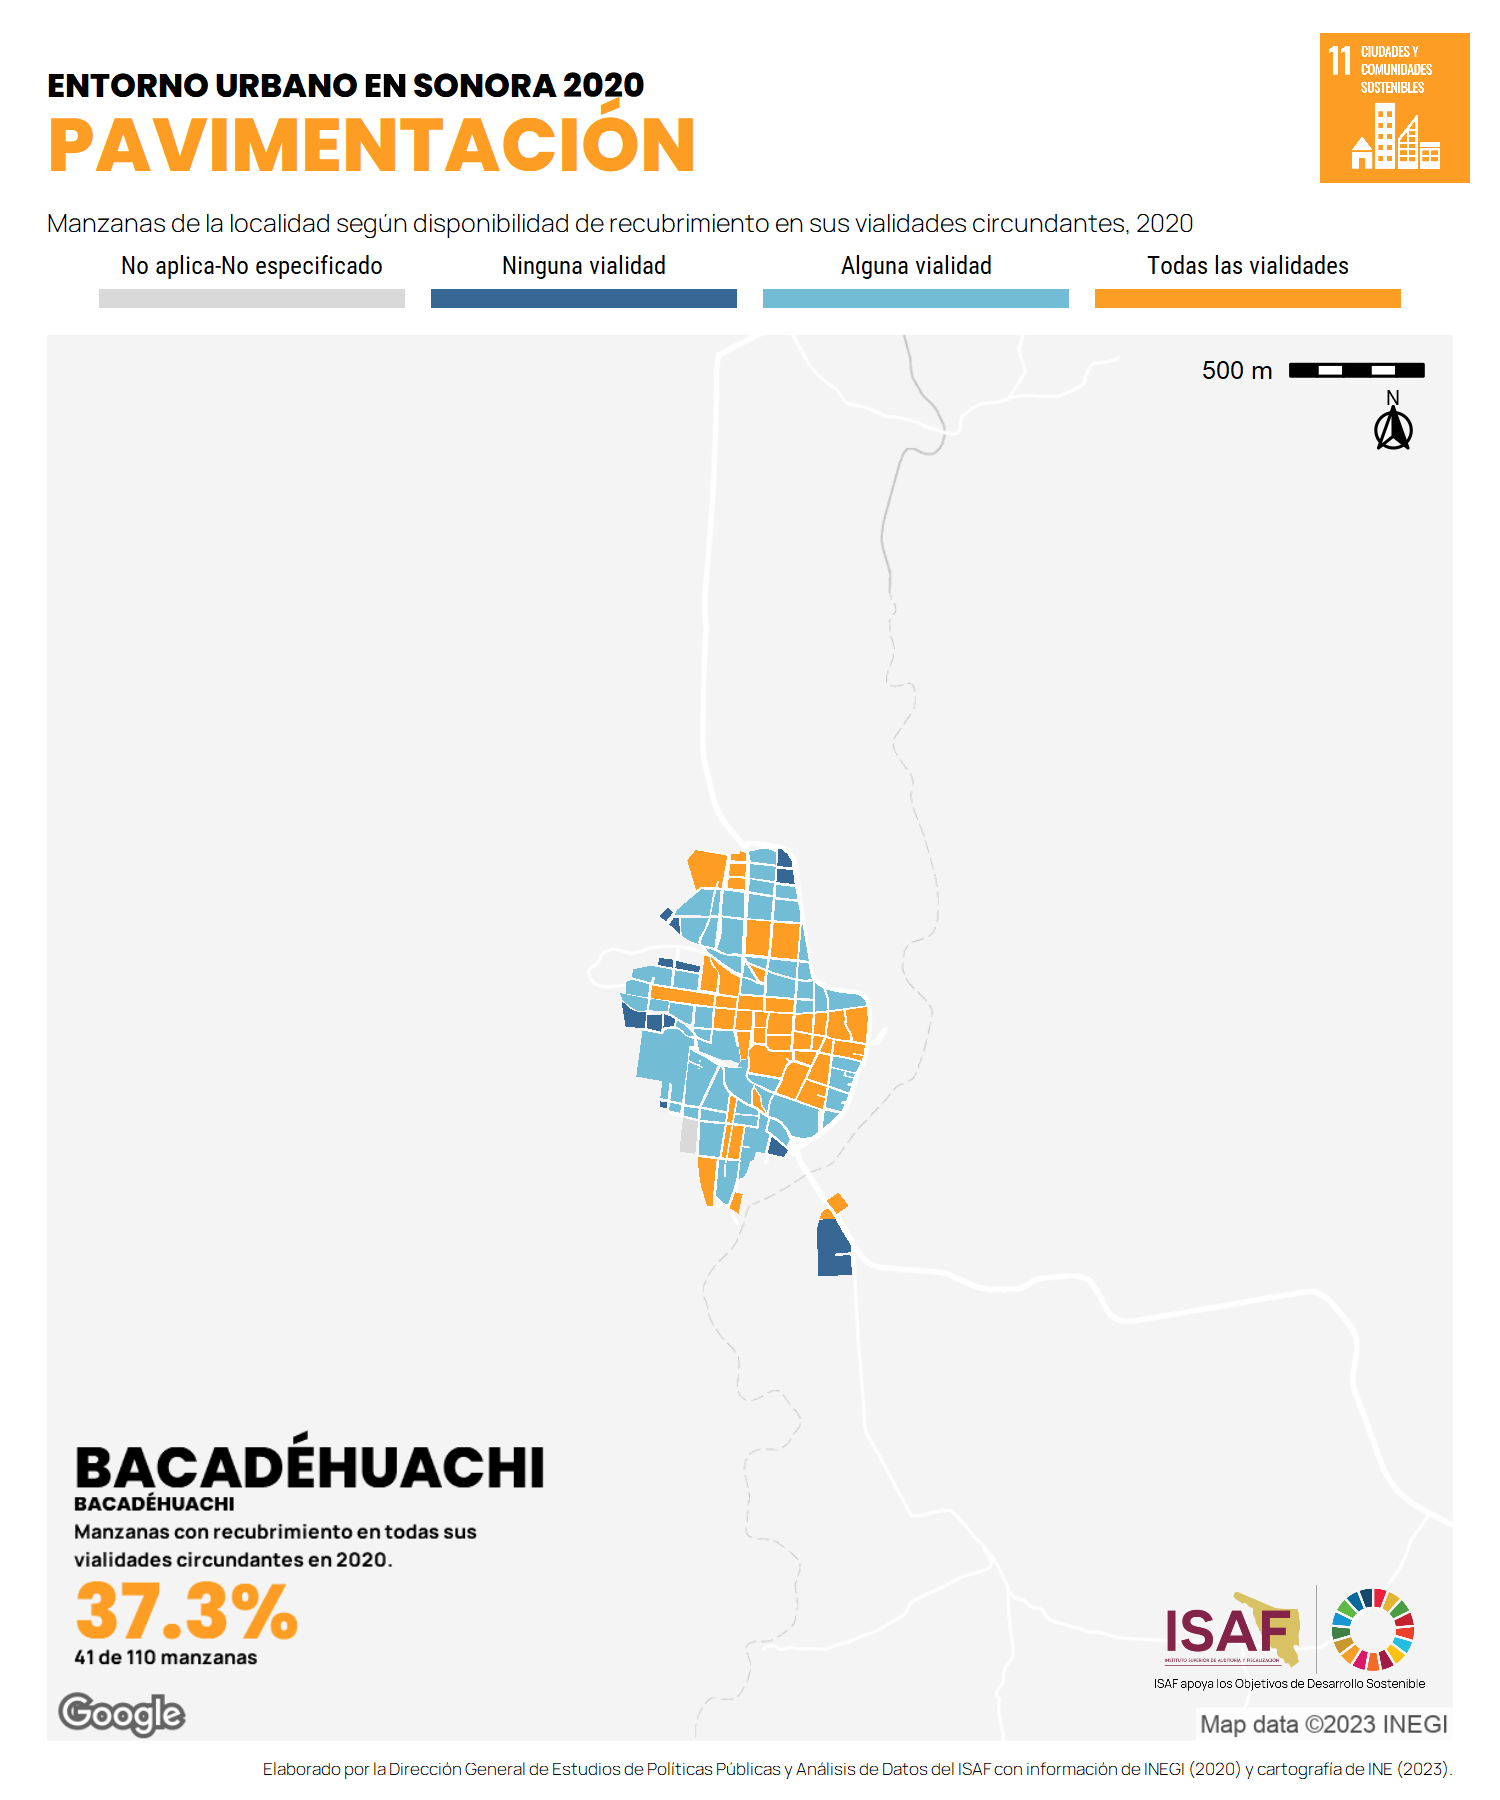 11 CIUDADES Y
COMUNIDADES
SOSTENIBLES
ENTORNO URBANO EN SONORA 2020
PAVIMENTACIÓN
Manzanas de la localidad según disponibilidad de recubrimiento en sus vialidades circundantes, 2020
No aplica-No especificado
Ninguna vialidad
Alguna vialidad
Todas las vialidades
500 m
N
BACADÉHUACHI
BACADÉHUACHI
Manzanas con recubrimiento en todas sus
vialidades circundantes en 2020.
37.3%
41 de 110 manzanas
ISAF
INSTITUTO SUPERIOR DE AUDITORÍA Y FISCALIZACIÓN
ISAF apoya los Objetivos de Desarrollo Sostenible
Google
Map data ©2023 INEGI
Elaborado por la Dirección General de Estudios de Políticas Públicas y Análisis de Datos del ISAF con información de INEGI (2020) y cartografía de INE (2023).